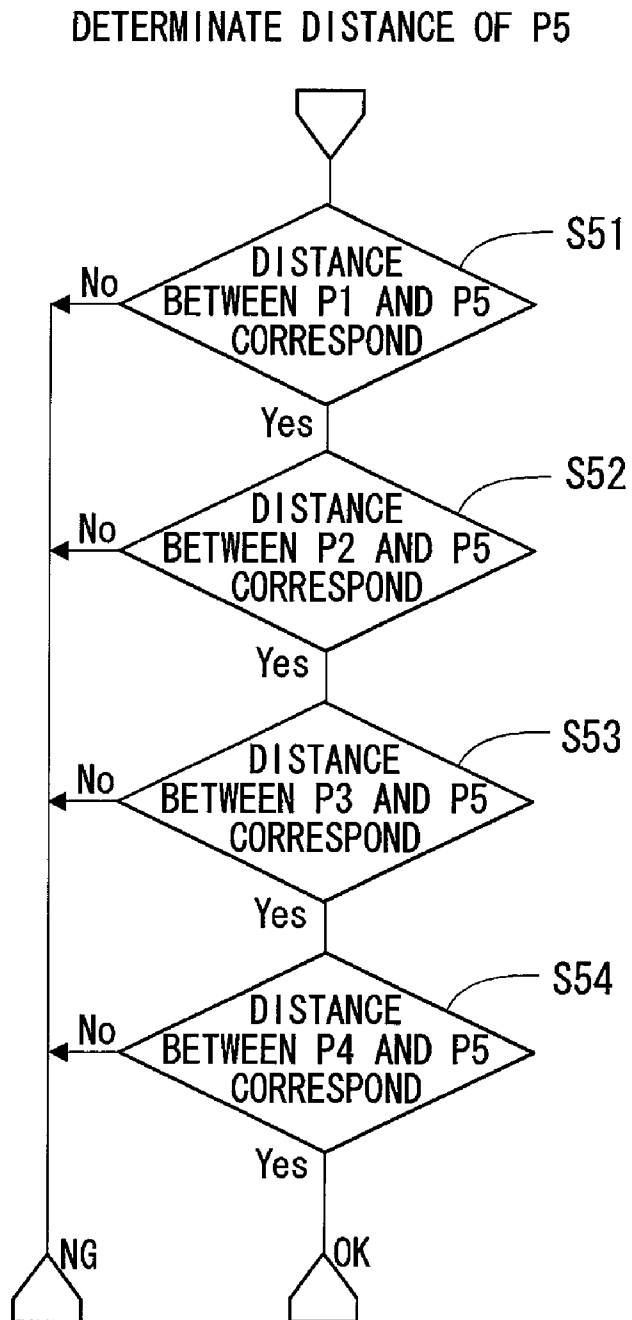 DETERMINATE DISTANCE OF P5
S51
DISTANCE
BETWEEN P1 AND P5
CORRESPOND
No
Yes
S52
DISTANCE
BETWEEN P2 AND P5
CORRESPOND
No
Yes
S53
DISTANCE
BETWEEN P3 AND P5
CORRESPOND
No
Yes
S54
DISTANCE
BETWEEN P4 AND P5
CORRESPOND
No
Yes
NG
OK